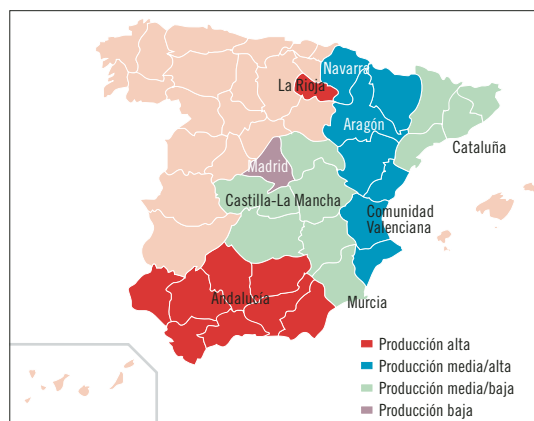 Navarra
La Rioja
Aragón
Cataluña
Madrid
Castilla-La Mancha
Comunidad
Valenciana
Andalucía
Murcia
Producción alta
Producción media/alta
Producción media/baja
Producción baja